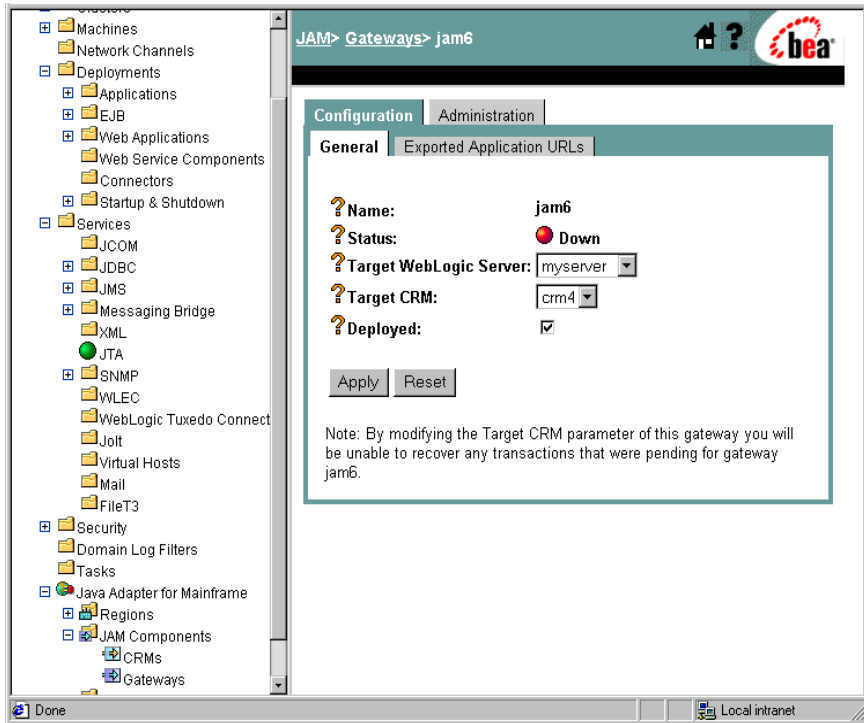 Clusters
Machines
Network Channels
Deployments
Applications
EJB
Web Applications
Web Service Components
Connectors
Startup & Shutdown
Services
JCOM
JDBC
JMS
Messaging Bridge
XML
JTA
SNMP
WLEC
WebLogic Tuxedo Connect
Jolt
Virtual Hosts
Mail
FileT3
Security
Domain Log Filters
Tasks
Java Adapter for Mainframe
Regions
JAM Components
CRMs
Gateways
JAM> Gateways> jam6
?
bea
Configuration Administration
General Exported Application URLs
? Name: jam6
? Status: Down
? Target WebLogic Server: myserver
? Target CRM: crm4
? Deployed:
Apply Reset
Note: By modifying the Target CRM parameter of this gateway you will
be unable to recover any transactions that were pending for gateway
jam6.
Done Local intranet